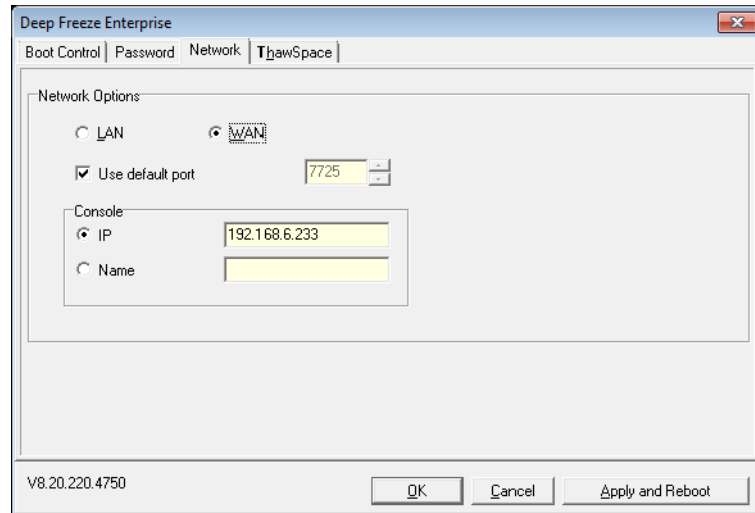 Deep Freeze Enterprise
Boot Control Password Network ThawSpace
Network Options
LAN WAN
Use default port 7725
Console
IP 192.168.6.233
Name
V8.20.220.4750 OK Cancel Apply and Reboot